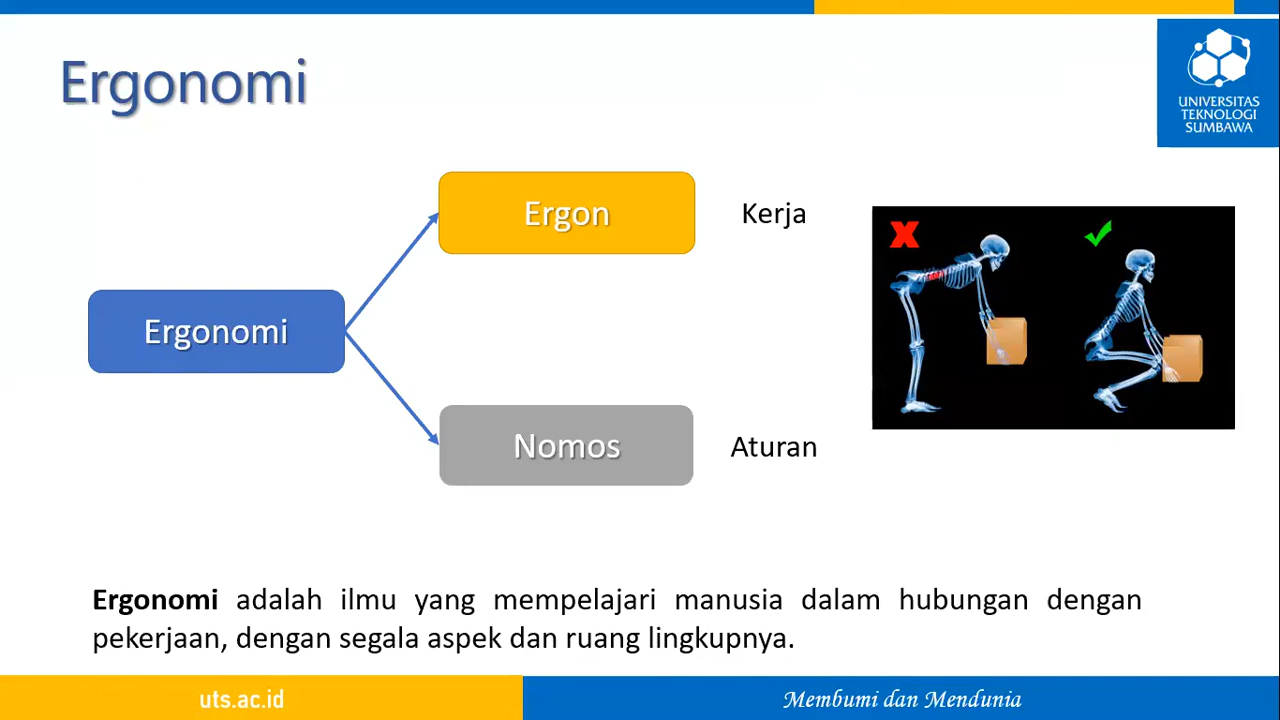 Ergonomi
UNIVERSITAS
TEKNOLOGI
SUMBAWA
Ergon
Kerja
Ergonomi
Nomos
Aturan
Ergonomi adalah ilmu yang mempelajari manusia dalam hubungan dengan
pekerjaan, dengan segala aspek dan ruang lingkupnya.
uts.ac.id
Membumi dan Mendunia